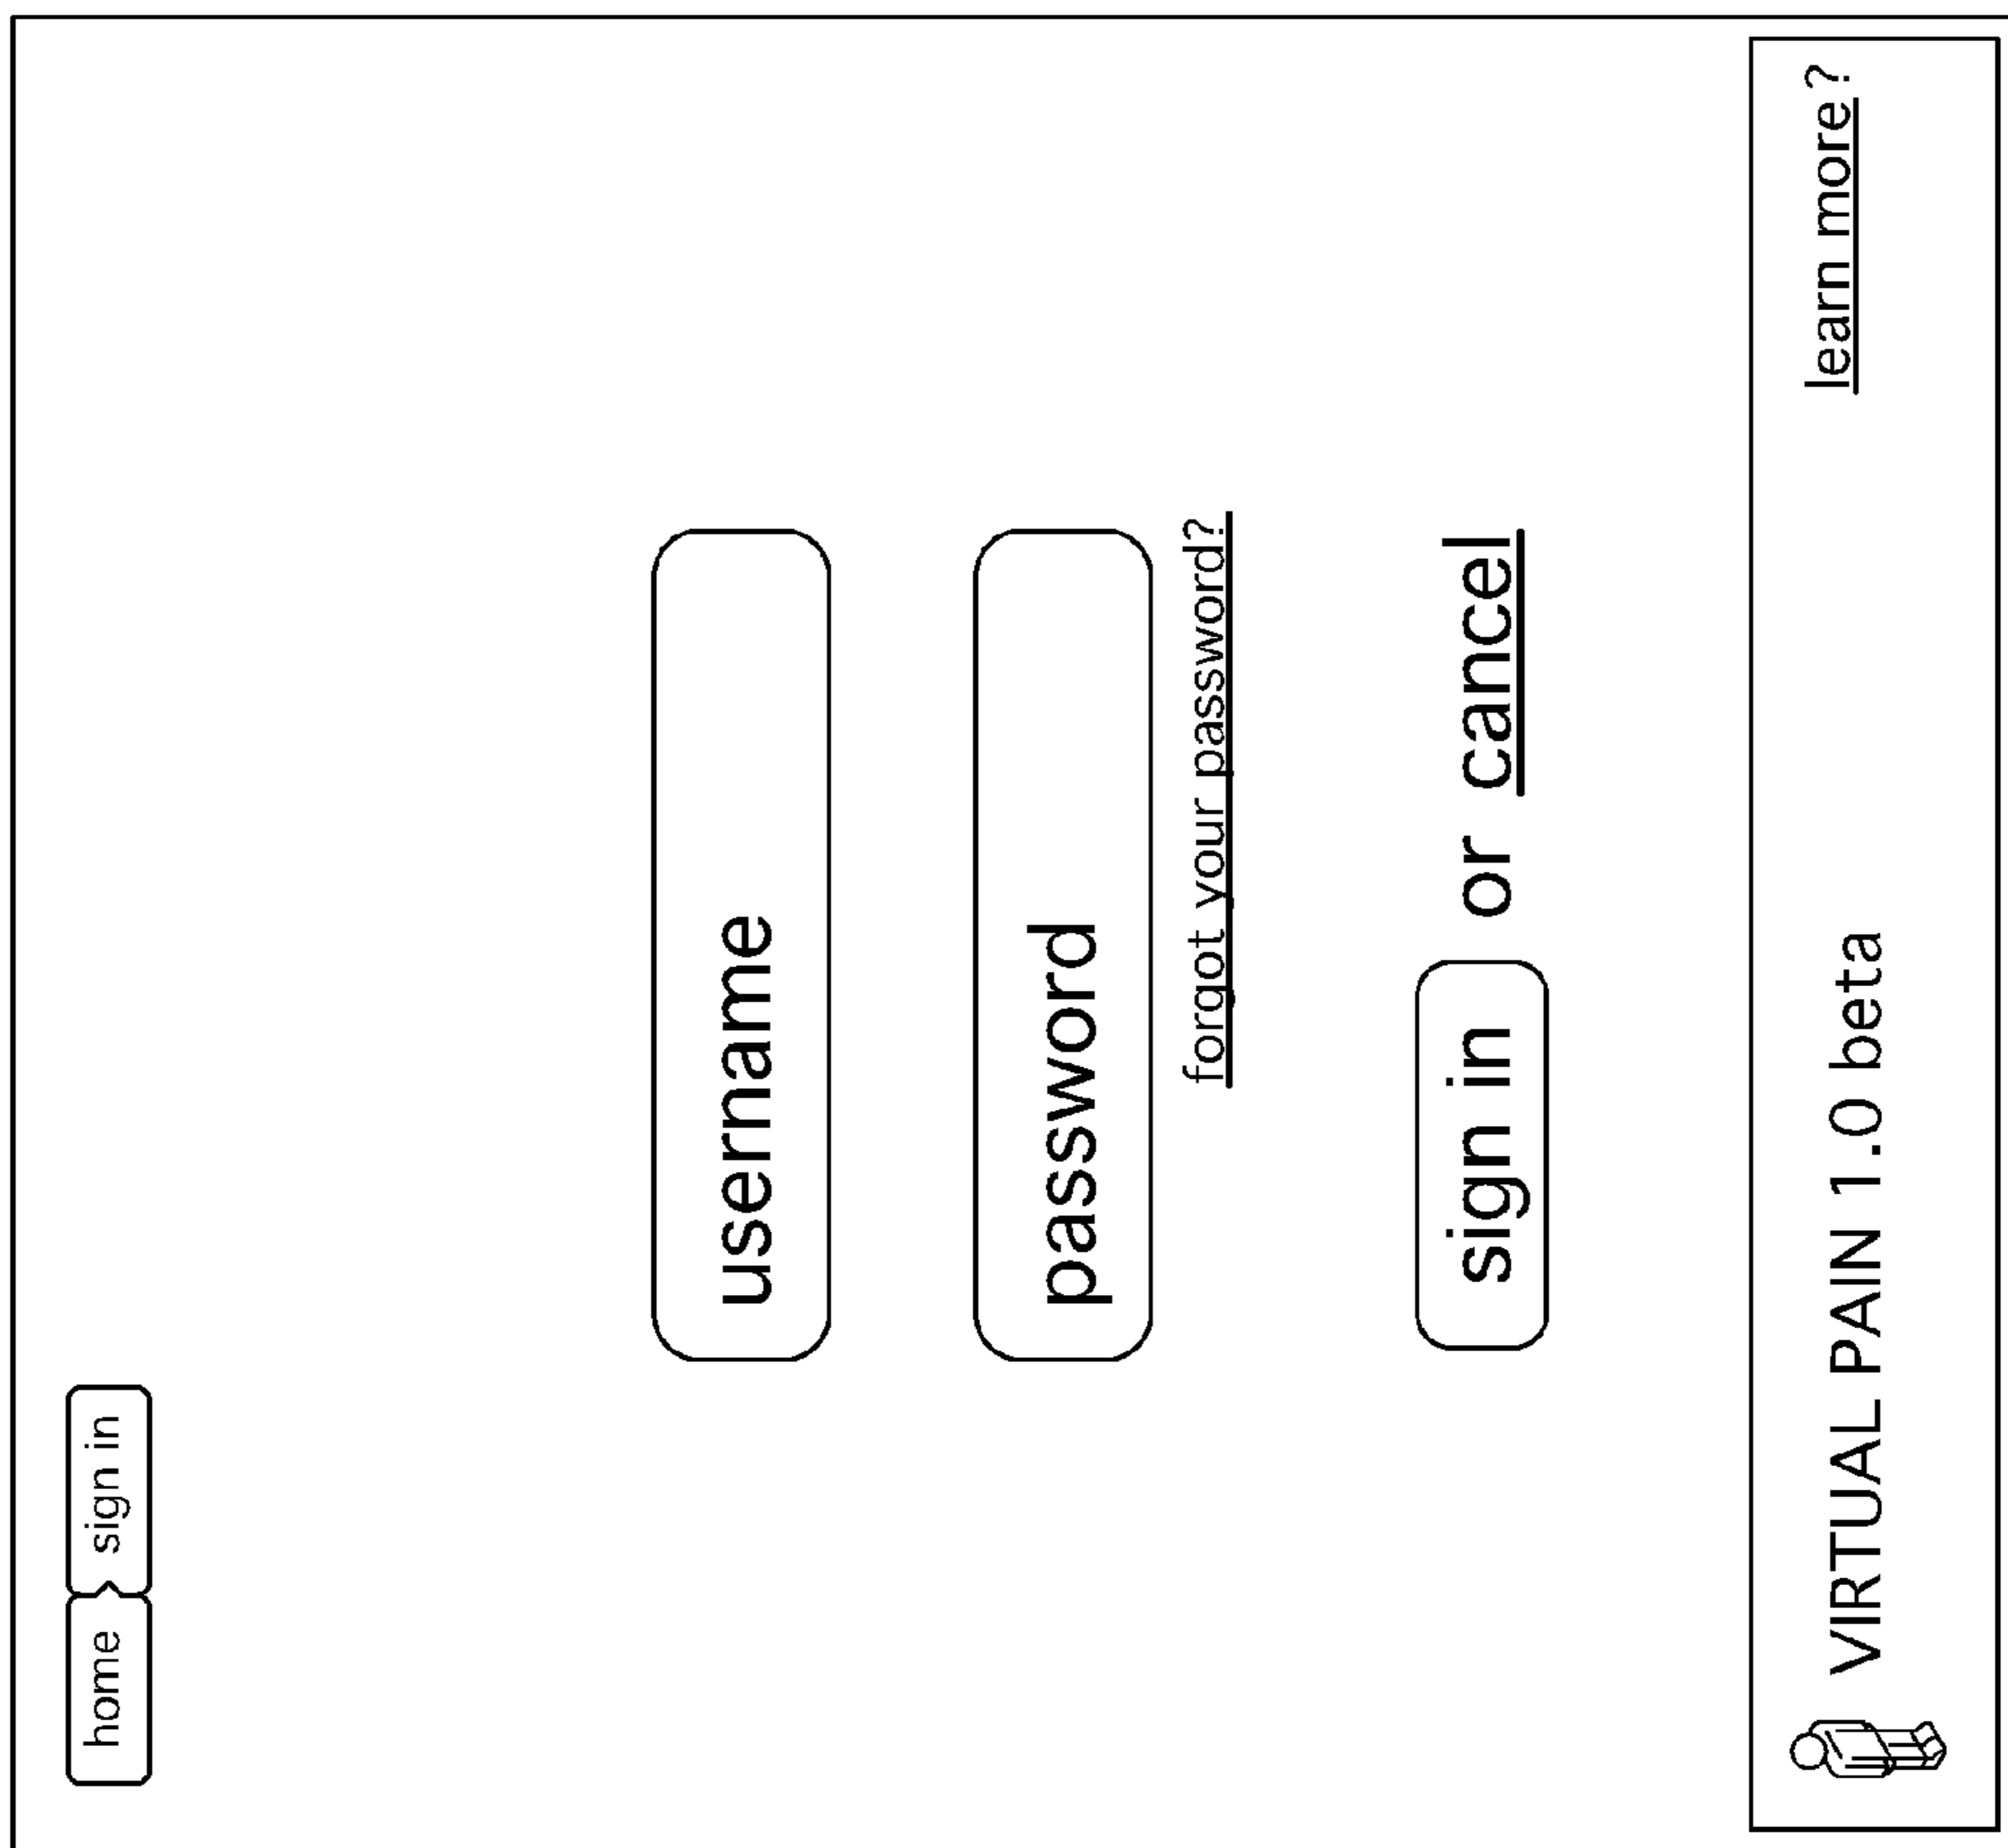 home sign in
username
password
forgot your password?
sign in or cancel
VIRTUAL PAIN 1.0 beta learn more?